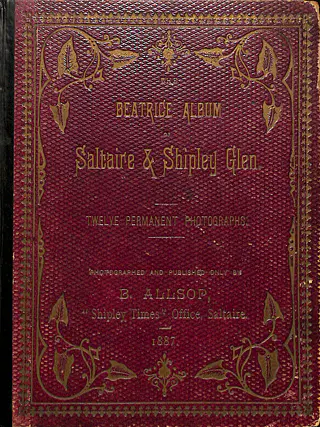 THE
BEATRICE ALBUM
OF
Saltaire & Shipley Glen.
TWELVE PERMANENT PHOTOGRAPHS.
PHOTOGRAPHED AND PUBLISHED ONLY BY
B. ALLSOP,
"Shipley Times" Office, Saltaire.
1887.